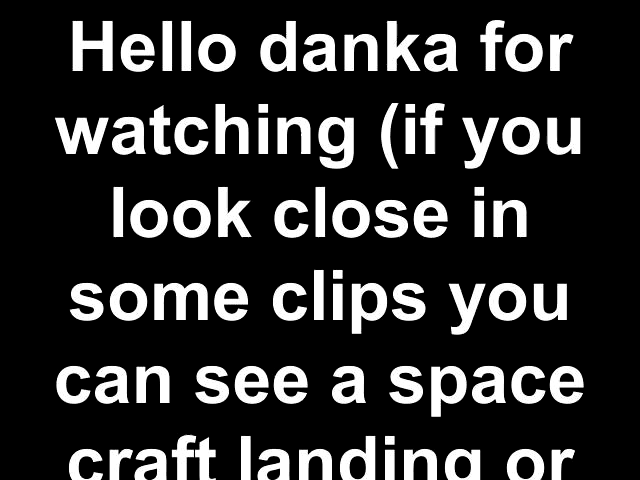 Hello danka for
watching (if you
look close in
some clips you
can see a space
craft landing or